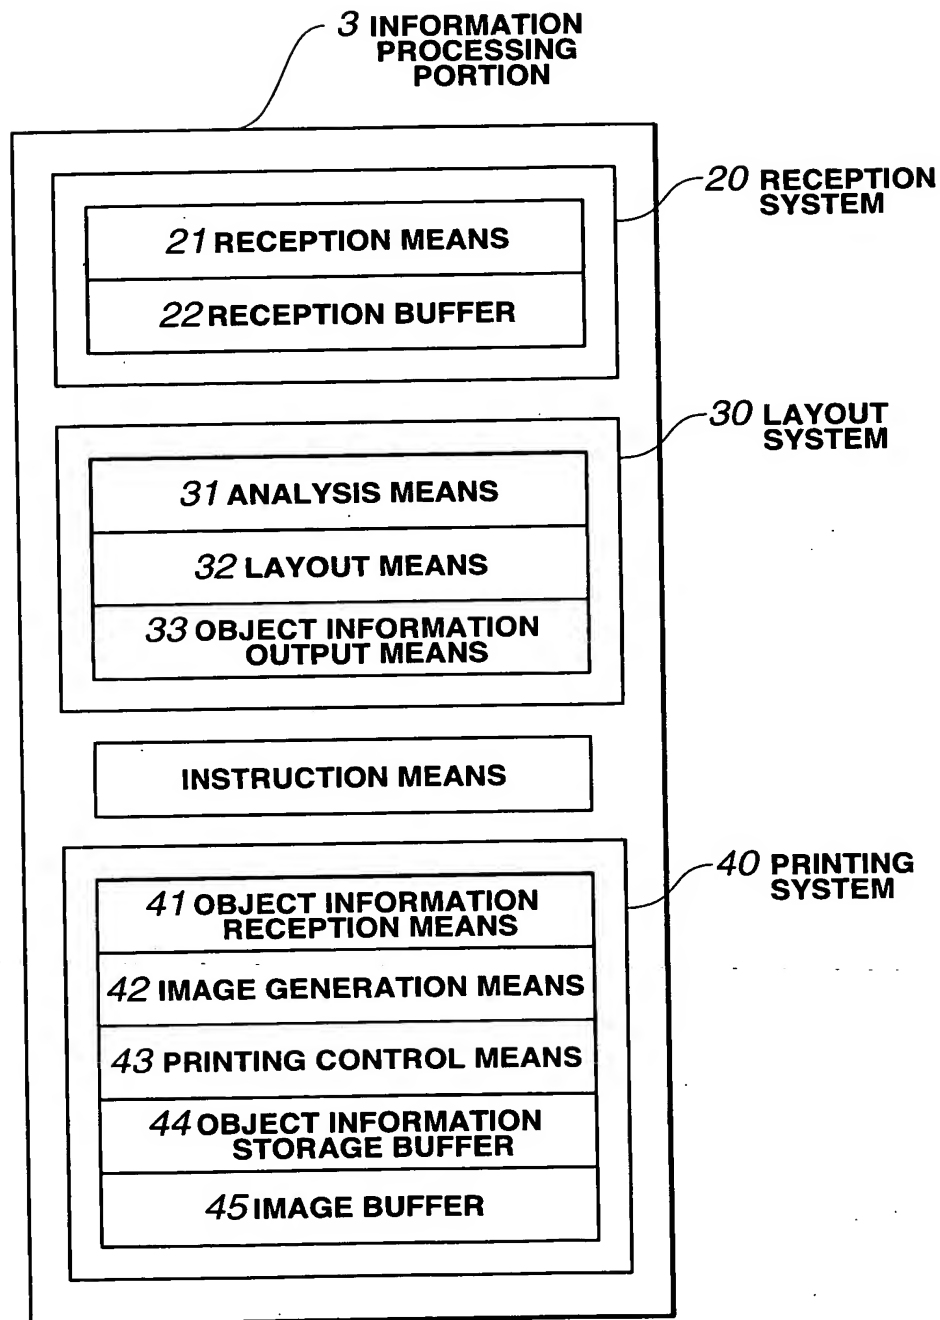 3 INFORMATION
PROCESSING
PORTION
20 RECEPTION
SYSTEM
21 RECEPTION MEANS
22 RECEPTION BUFFER
30 LAYOUT
SYSTEM
31 ANALYSIS MEANS
32 LAYOUT MEANS
33 OBJECT INFORMATION
OUTPUT MEANS
INSTRUCTION MEANS
40 PRINTING
SYSTEM
41 OBJECT INFORMATION
RECEPTION MEANS
42 IMAGE GENERATION MEANS
43 PRINTING CONTROL MEANS
44 OBJECT INFORMATION
STORAGE BUFFER
45 IMAGE BUFFER